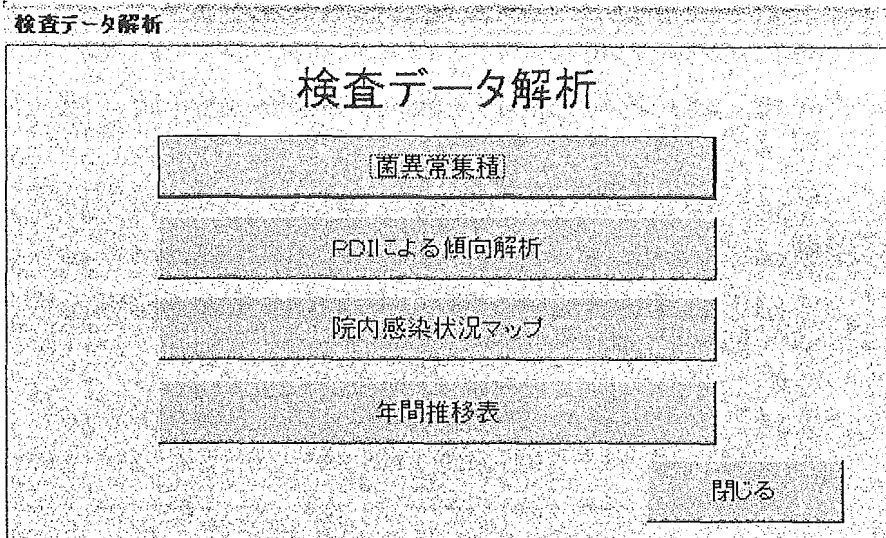 検査データ解析
検査データ解析
菌異常集積
PDIIによる傾向解析
院内感染状況マップ
年間推移表
閉じる